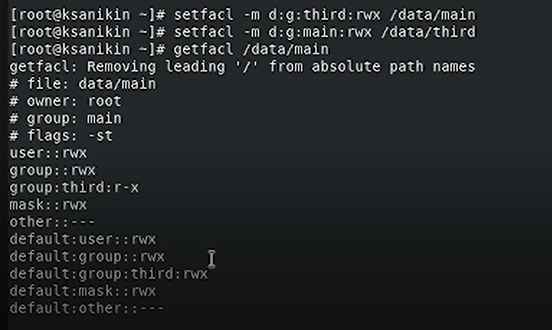 [root@ksanikin ~]# setfacl -m d:g:third:rwx /data/main
[root@ksanikin ~]# setfacl -m d:g:main:rwx /data/third
[root@ksanikin ~]# getfacl /data/main
getfacl: Removing leading '/' from absolute path names
# file: data/main
# owner: root
# group: main
# flags: -st
user::rwx
group::rwx
group:third:r-x
mask::rwx
other::---
default:user::rwx
default:group::rwx
default:group:third:rwx
default:mask::rwx
default:other::---